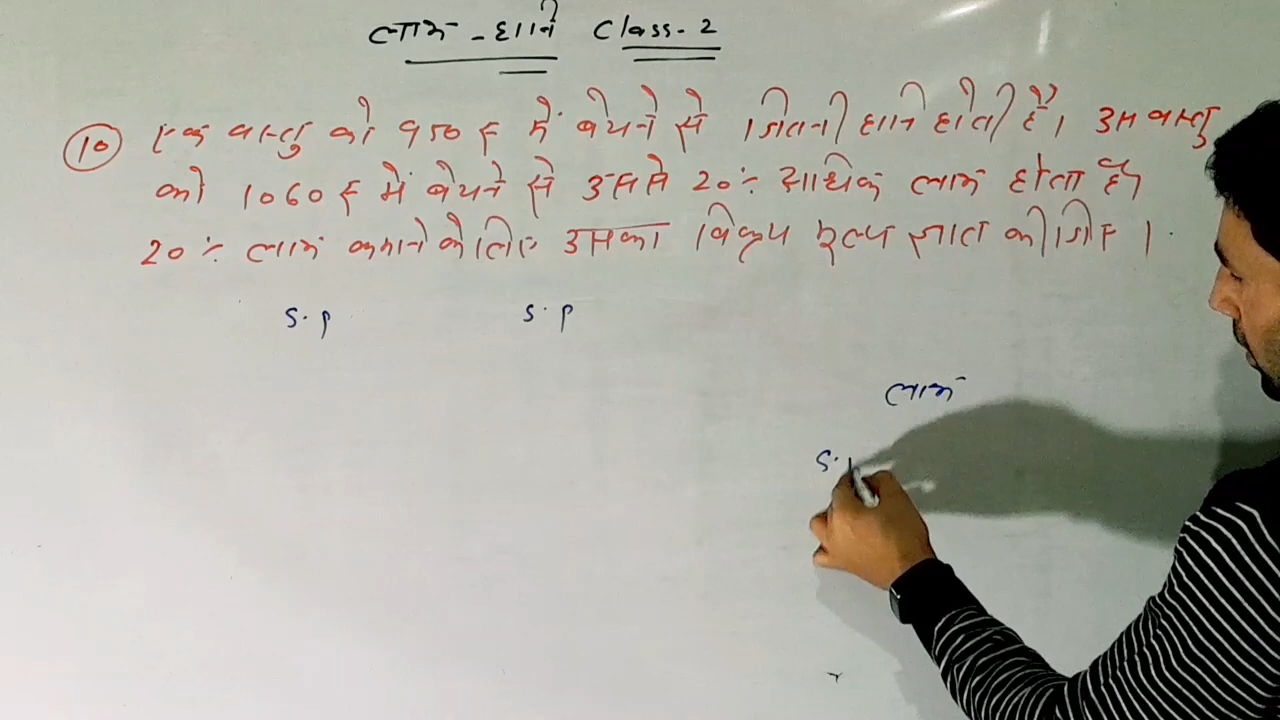 लाभ - हानि Class - 2
(10) एक वस्तु को 950 रु में बेचने से जितनी हानि होती है। उस वस्तु
को 1060 रु में बेचने से उससे 20% अधिक लाभ होता है।
20% लाभ कमाने के लिए उसका विक्रय मूल्य ज्ञात कीजिए।
S.P S.P
लाभ
S.